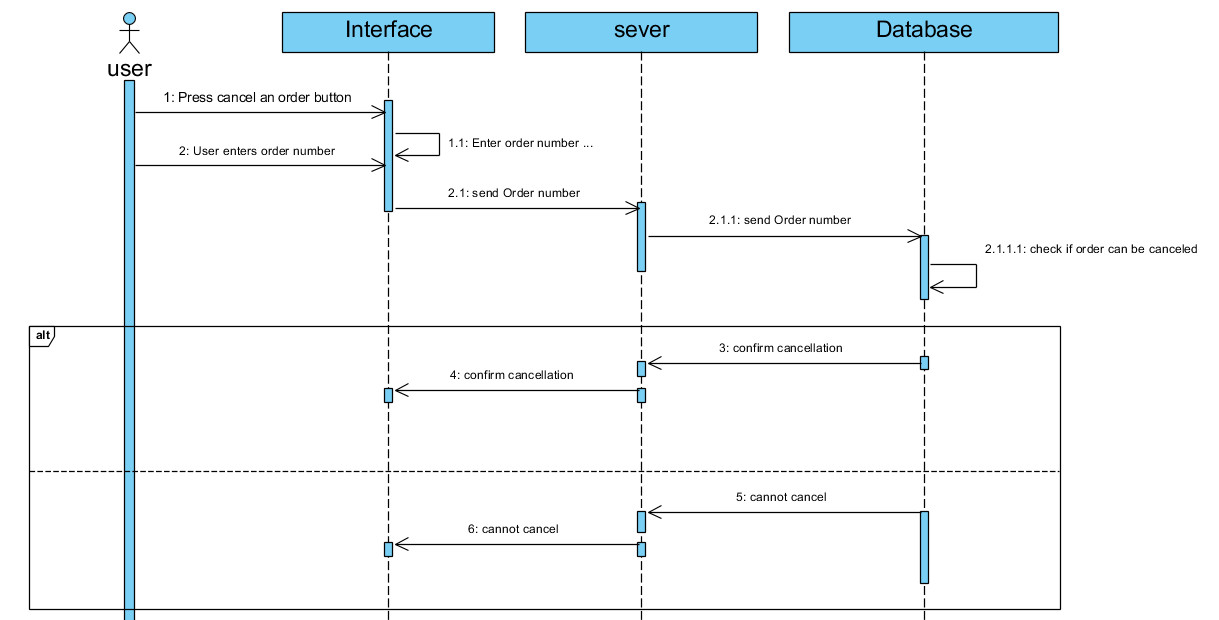 Interface
sever
Database
user
1: Press cancel an order button
1.1: Enter order number ...
2: User enters order number
2.1: send Order number
2.1.1: send Order number
2.1.1.1: check if order can be canceled
alt
3: confirm cancellation
4: confirm cancellation
5: cannot cancel
6: cannot cancel